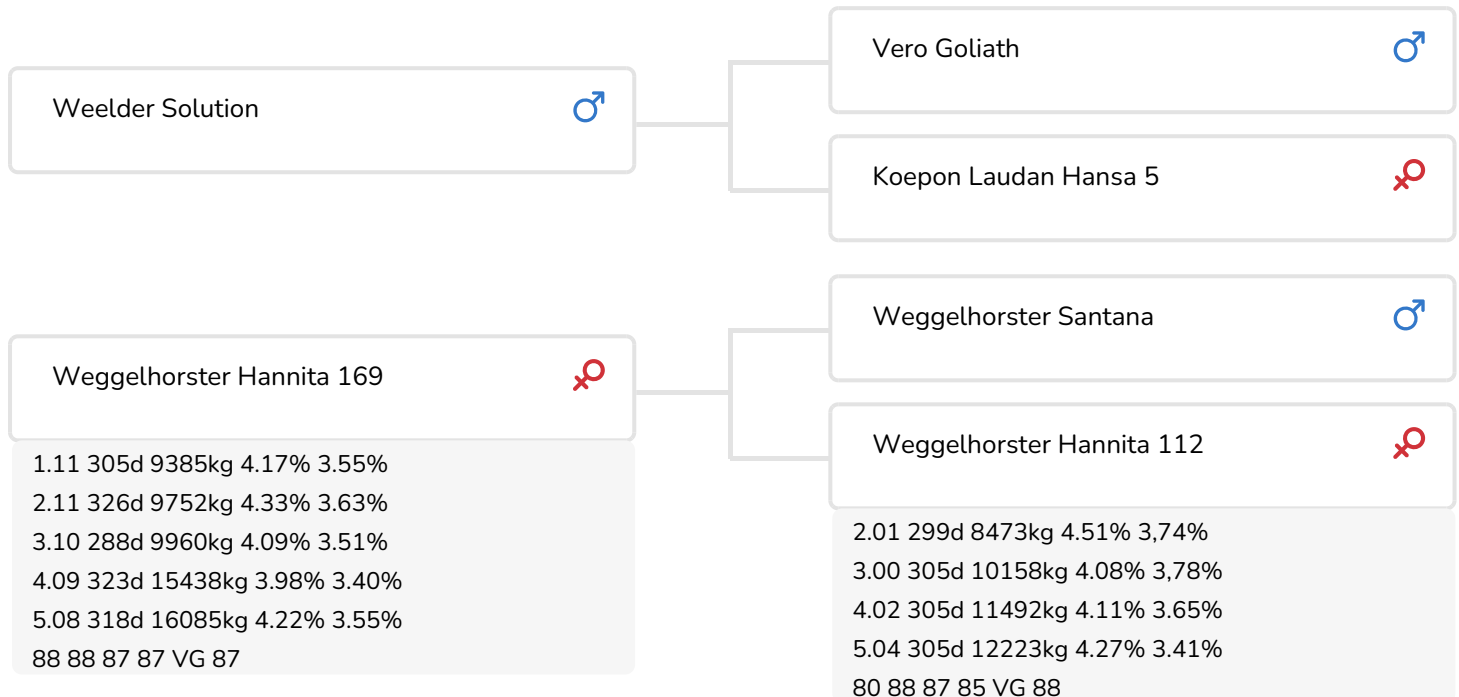 Weelder Solution
Vero Goliath
Koepon Laudan Hansa 5
Weggelhorster Hannita 169
1.11 305d 9385kg 4.17% 3.55%
2.11 326d 9752kg 4.33% 3.63%
3.10 288d 9960kg 4.09% 3.51%
4.09 323d 15438kg 3.98% 3.40%
5.08 318d 16085kg 4.22% 3.55%
88 88 87 87 VG 87
Weggelhorster Santana
Weggelhorster Hannita 112
2.01 299d 8473kg 4.51% 3,74%
3.00 305d 10158kg 4.08% 3,78%
4.02 305d 11492kg 4.11% 3.65%
5.04 305d 12223kg 4.27% 3.41%
80 88 87 85 VG 88